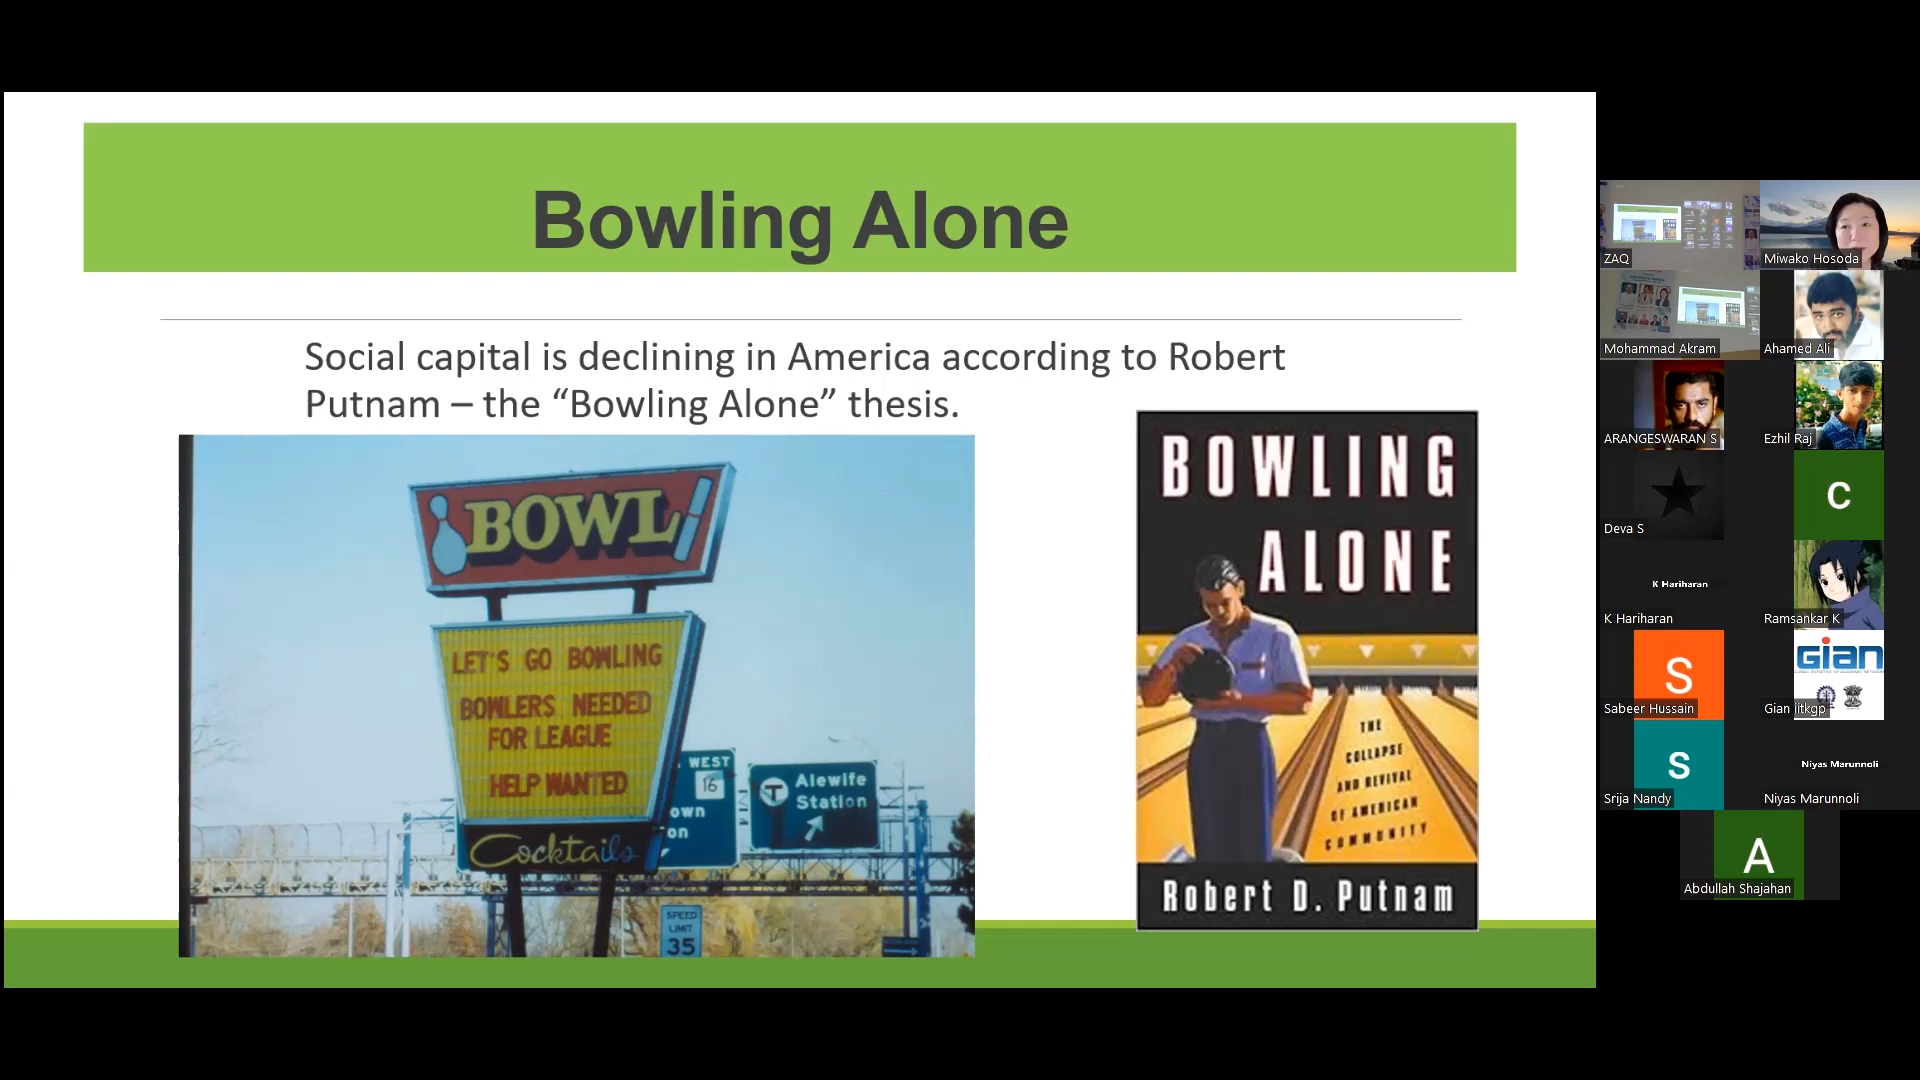 Bowling Alone
Social capital is declining in America according to Robert
Putnam – the “Bowling Alone” thesis.
BOWL
LET'S GO BOWLING
BOWLERS NEEDED
FOR LEAGUE
HELP WANTED
Cocktails
WEST
16
own
on
T Alewife
Station
SPEED
LIMIT
35
BOWLING
ALONE
THE
COLLAPSE
AND REVIVAL
OF AMERICAN
COMMUNITY
Robert D. Putnam
ZAQ
Miwako Hosoda
Mohammad Akram
Ahamed Ali
ARANGESWARAN S
Ezhil Raj
Deva S
C
K Hariharan
K Hariharan
Ramsankar K
S
Sabeer Hussain
Gian
Gian iitkgp
S
Srija Nandy
Niyas Marunnoli
Niyas Marunnoli
A
Abdullah Shajahan